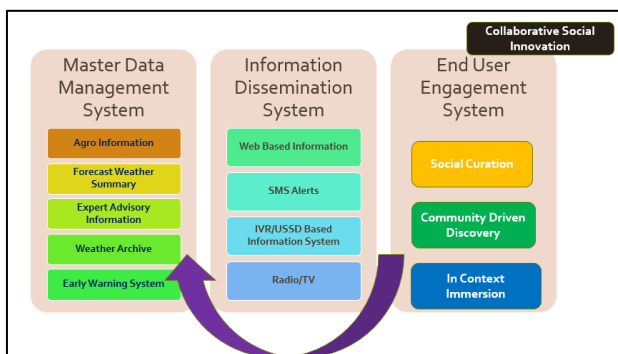 Collaborative Social
Innovation
Master Data
Management
System
Agro Information
Forecast Weather
Summary
Expert Advisory
Information
Weather Archive
Early Warning System
Information
Dissemination
System
Web Based Information
SMS Alerts
IVR/USSD Based
Information System
Radio/TV
End User
Engagement
System
Social Curation
Community Driven
Discovery
In Context
Immersion